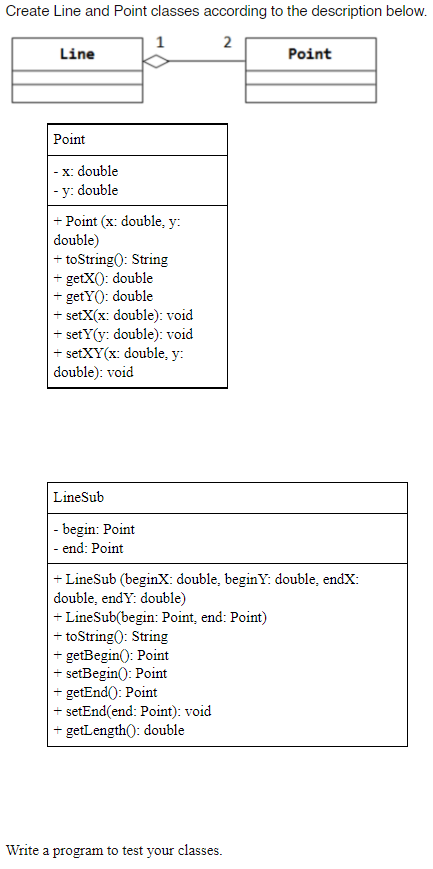 Create Line and Point classes according to the description below.
1 2
Line Point
Point
- x: double
- y: double
+ Point (x: double, y:
double)
+ toString(): String
+ getX(): double
+ getY(): double
+ setX(x: double): void
+ setY(y: double): void
+ setXY(x: double, y:
double): void
LineSub
- begin: Point
- end: Point
+ LineSub (beginX: double, beginY: double, endX:
double, endY: double)
+ LineSub(begin: Point, end: Point)
+ toString(): String
+ getBegin(): Point
+ setBegin(): Point
+ getEnd(): Point
+ setEnd(end: Point): void
+ getLength(): double
Write a program to test your classes.